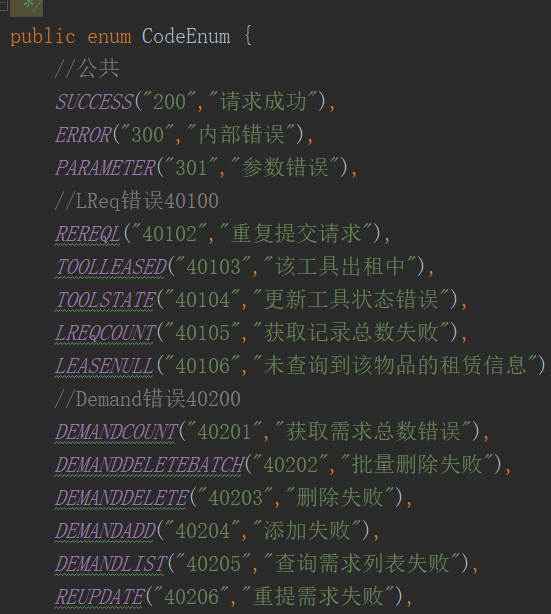 */
public enum CodeEnum {
//公共
SUCCESS("200","请求成功"),
ERROR("300","内部错误"),
PARAMETER("301","参数错误"),
//LReq错误40100
REREQL("40102","重复提交请求"),
TOOLLEASED("40103","该工具出租中"),
TOOLSTATE("40104","更新工具状态错误"),
LREQCOUNT("40105","获取记录总数失败"),
LEASENULL("40106","未查询到该物品的租赁信息")
//Demand错误40200
DEMANDCOUNT("40201","获取需求总数错误"),
DEMANDDELETEBATCH("40202","批量删除失败"),
DEMANDDELETE("40203","删除失败"),
DEMANDADD("40204","添加失败"),
DEMANDLIST("40205","查询需求列表失败"),
REUPDATE("40206","重提需求失败"),